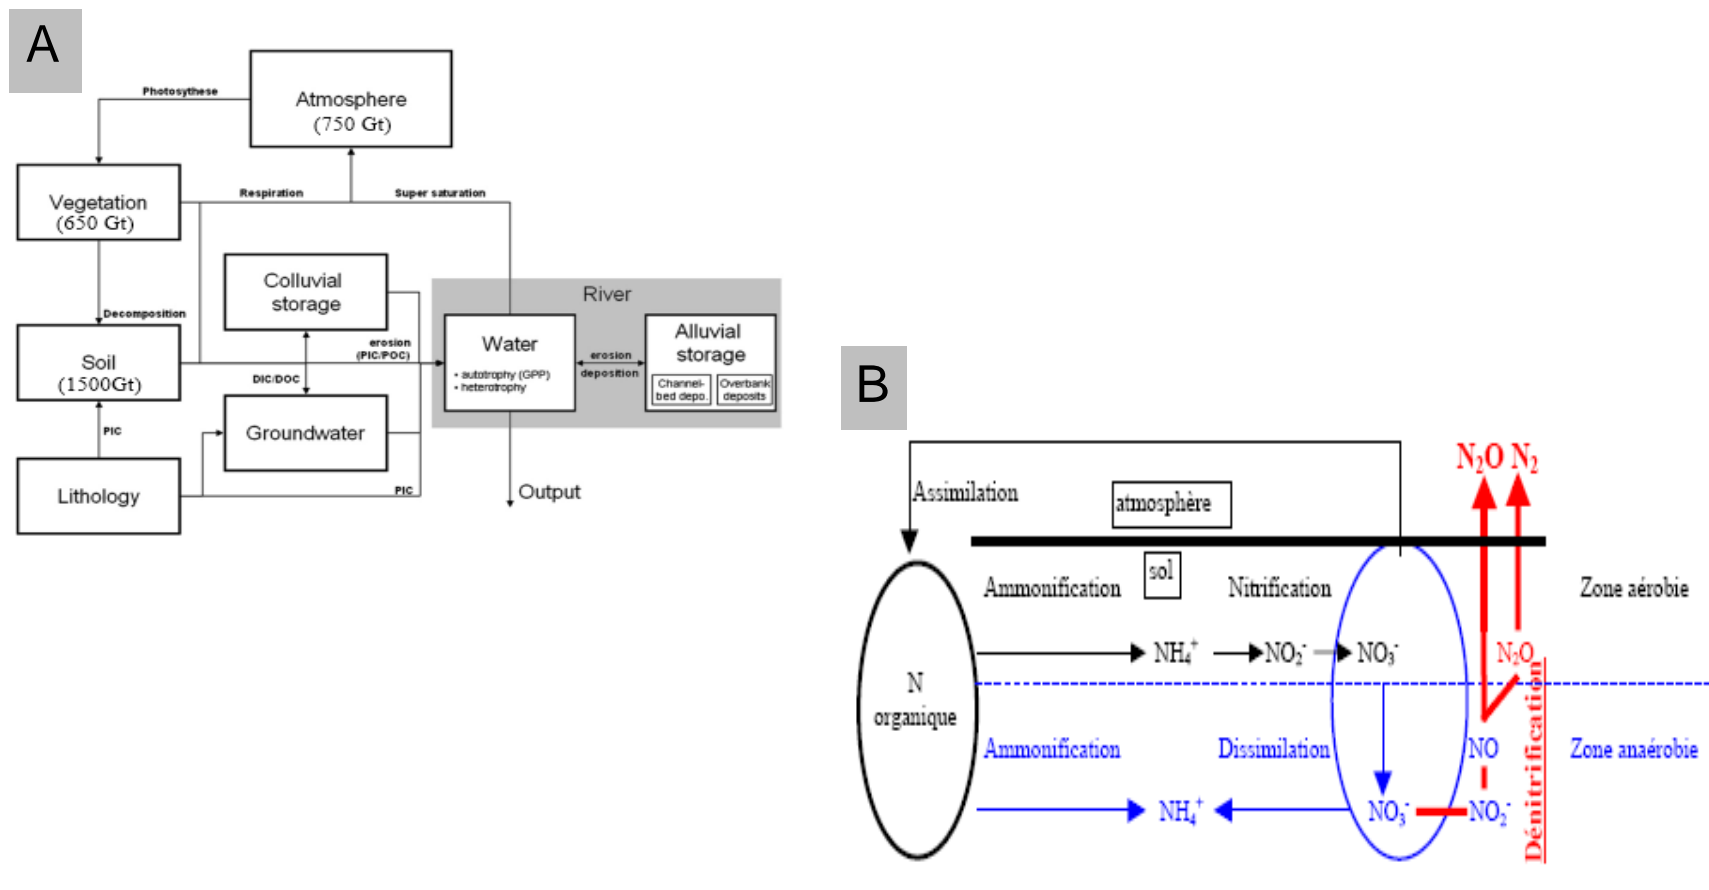 A
Photosythese
Atmosphere
(750 Gt)
Vegetation
(650 Gt)
Respiration
Super saturation
Colluvial
storage
River
Decomposition
Soil
(1500Gt)
erosion
(PIC/POC)
DIC/DOC
Water
• autotrophy (GPP)
• heterotrophy
erosion
deposition
Alluvial
storage
Channel-
bed depo.
Overbank
deposits
PIC
Groundwater
Lithology
PIC
Output
B
N₂O N₂
Assimilation
atmosphère
sol
Ammonification
Nitrification
Zone aérobie
NH₄⁺
NO₂⁻
NO₃⁻
N₂O
N
organique
Ammonification
Dissimilation
NO
Zone anaérobie
NH₄⁺
NO₃⁻
NO₂⁻
Dénitrification